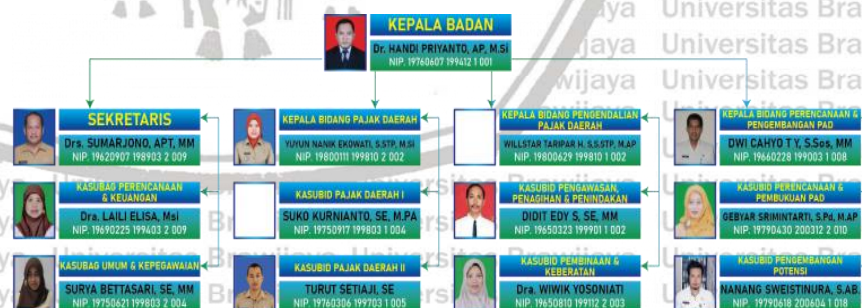 KEPALA BADAN
Dr. HANDI PRIYANTO, AP, M.Si
NIP. 19760607 199412 1 001
SEKRETARIS
Drs. SUMARJONO, APT, MM
NIP. 19620907 198903 2 009
KASUBAG PERENCANAAN
& KEUANGAN
Dra. LAILI ELISA, Msi
NIP. 19690225 199403 2 009
KASUBAG UMUM & KEPEGAWAIAN
SURYA BETTASARI, SE, MM
NIP. 19750621 199803 2 004
KEPALA BIDANG PAJAK DAERAH
YUYUN NANIK EKOWATI, S.STP, M.SI
NIP. 19800111 199810 2 002
KASUBID PAJAK DAERAH I
SUKO KURNIANTO, SE, M.PA
NIP. 19750917 199803 1 004
KASUBID PAJAK DAERAH II
TURUT SETIAJI, SE
NIP. 19760306 199703 1 005
KEPALA BIDANG PENGENDALIAN
PAJAK DAERAH
WILLSTAR TARIPAR H, S,S,STP, M.AP
NIP. 19800629 199810 1 002
KASUBID PENGAWASAN,
PENAGIHAN & PENINDAKAN
DIDIT EDY S, SE, MM
NIP. 19650323 199901 1 002
KASUBID PEMBINAAN &
KEBERATAN
Dra. WIWIK YOSONIATI
NIP. 19650810 199112 2 003
KEPALA BIDANG PERENCANAAN &
PENGEMBANGAN PAD
DWI CAHYO T Y, S.Sos, MM
NIP. 19660228 199003 1 008
KASUBID PERENCANAAN &
PEMBUKUAN PAD
GEBYAR SRIMINTARTI, S.Pd, M.AP
NIP. 19790430 200312 2 010
KASUBID PENGEMBANGAN
POTENSI
NANANG SWEISTINURA, S.AB
NIP. 19790618 200604 1 018
Universitas Bra
jaya Universitas Bra
wijaya Universitas Bra